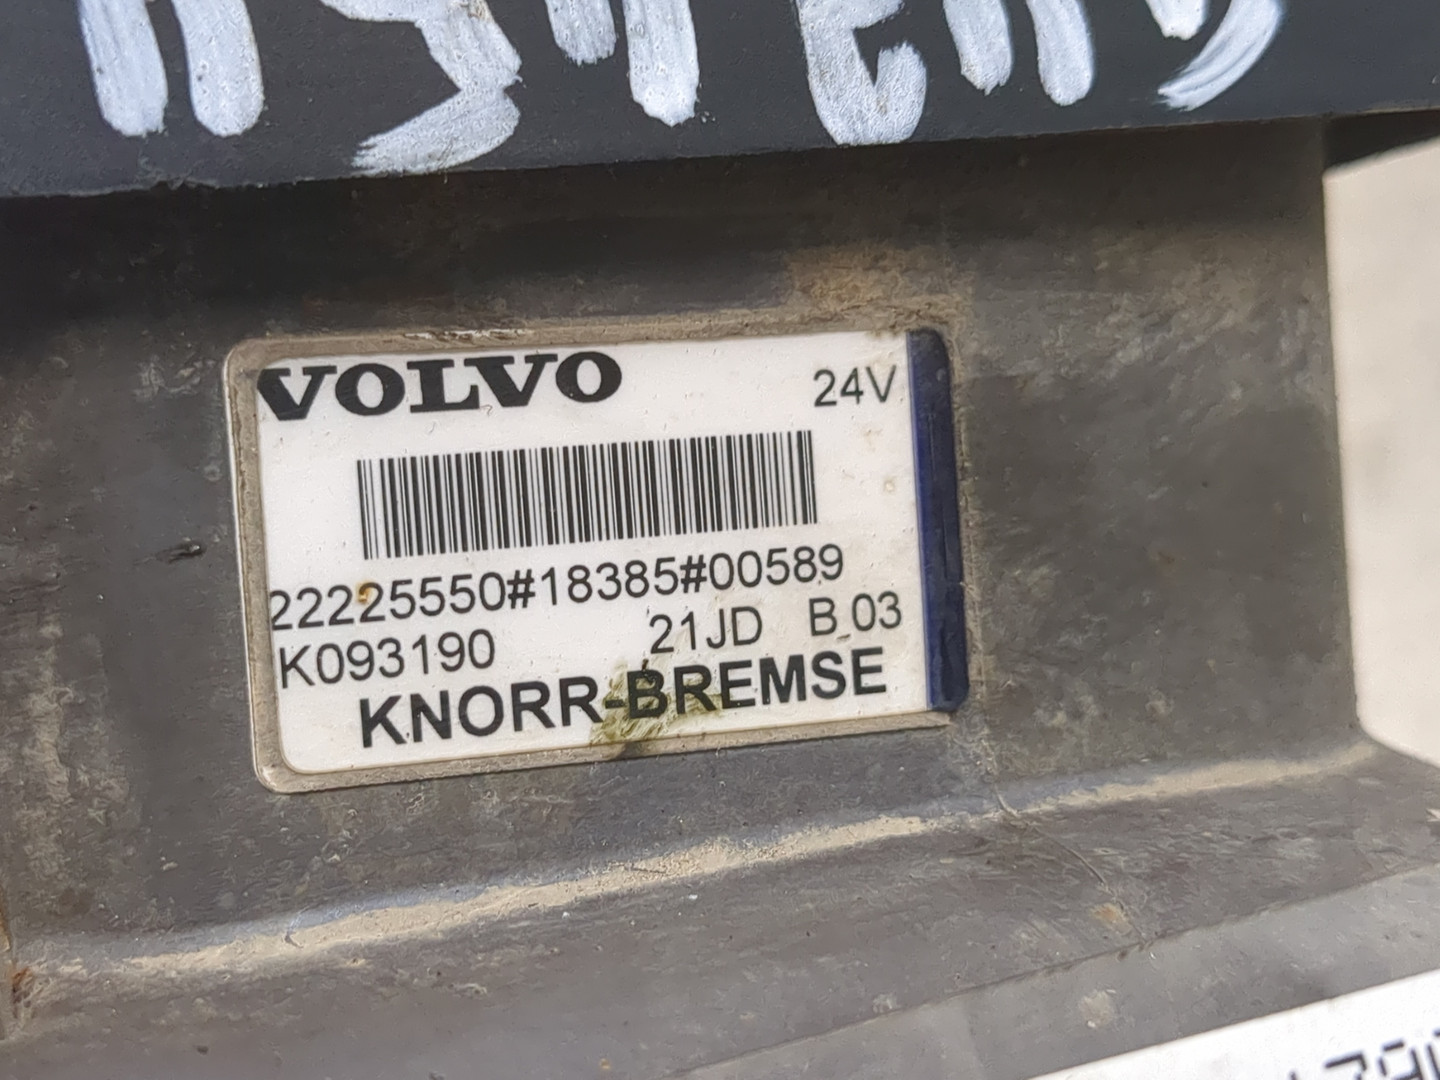 VOLVO 24V
22225550#18385#00589
K093190 21JD B.03
KNORR-BREMSE